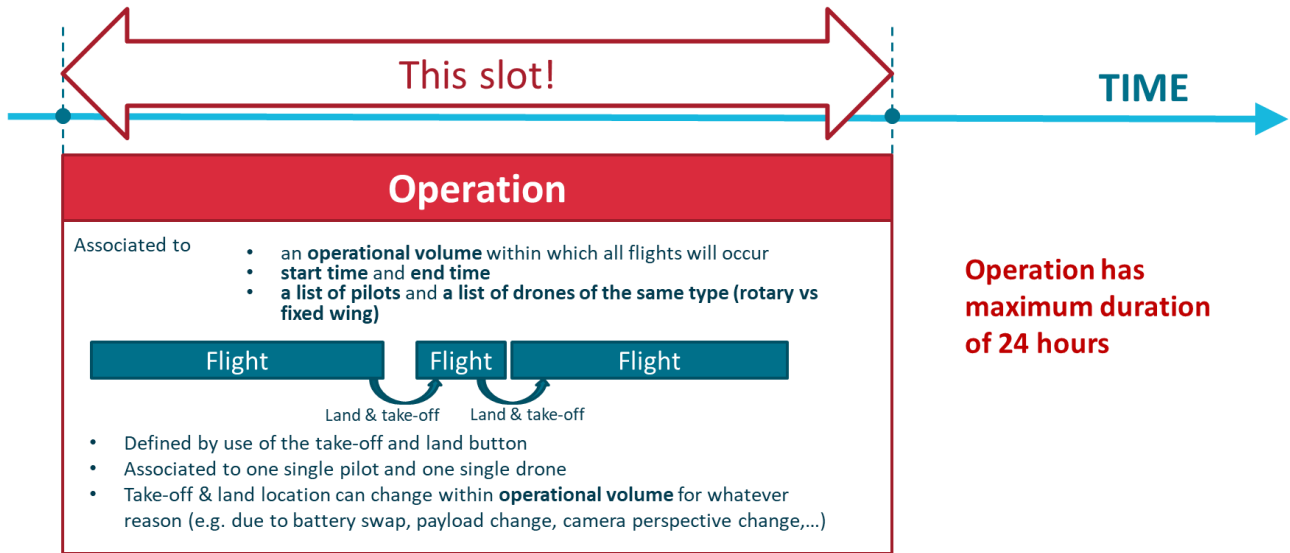 This slot!
TIME
Operation
Associated to
• an operational volume within which all flights will occur
• start time and end time
• a list of pilots and a list of drones of the same type (rotary vs
fixed wing)
Operation has
maximum duration
of 24 hours
Flight
Flight
Flight
Land & take-off
Land & take-off
• Defined by use of the take-off and land button
• Associated to one single pilot and one single drone
• Take-off & land location can change within operational volume for whatever
reason (e.g. due to battery swap, payload change, camera perspective change,...)